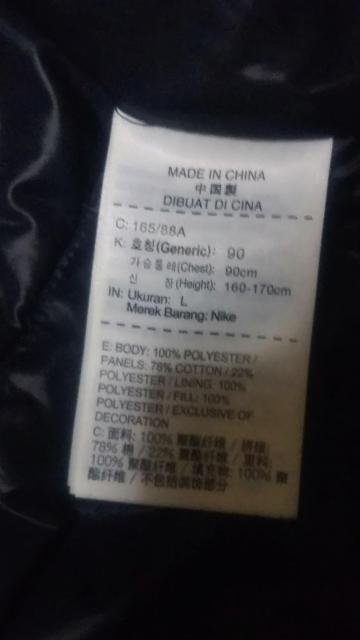 MADE IN CHINA
中国製
DIBUAT DI CINA
C: 165/88A
K: 호칭(Generic): 90
가슴둘레(Chest): 90cm
신 장(Height): 160-170cm
IN: Ukuran: L
Merek Barang: Nike
E: BODY: 100% POLYESTER /
PANELS: 78% COTTON / 22%
POLYESTER / LINING: 100%
POLYESTER / FILL: 100%
POLYESTER / EXCLUSIVE OF
DECORATION
C: 面料: 100% 聚酯纤维 / 拼接:
78% 棉 / 22% 聚酯纤维 / 里料:
100% 聚酯纤维 / 填充物: 100% 聚
酯纤维 / 不包括装饰部分